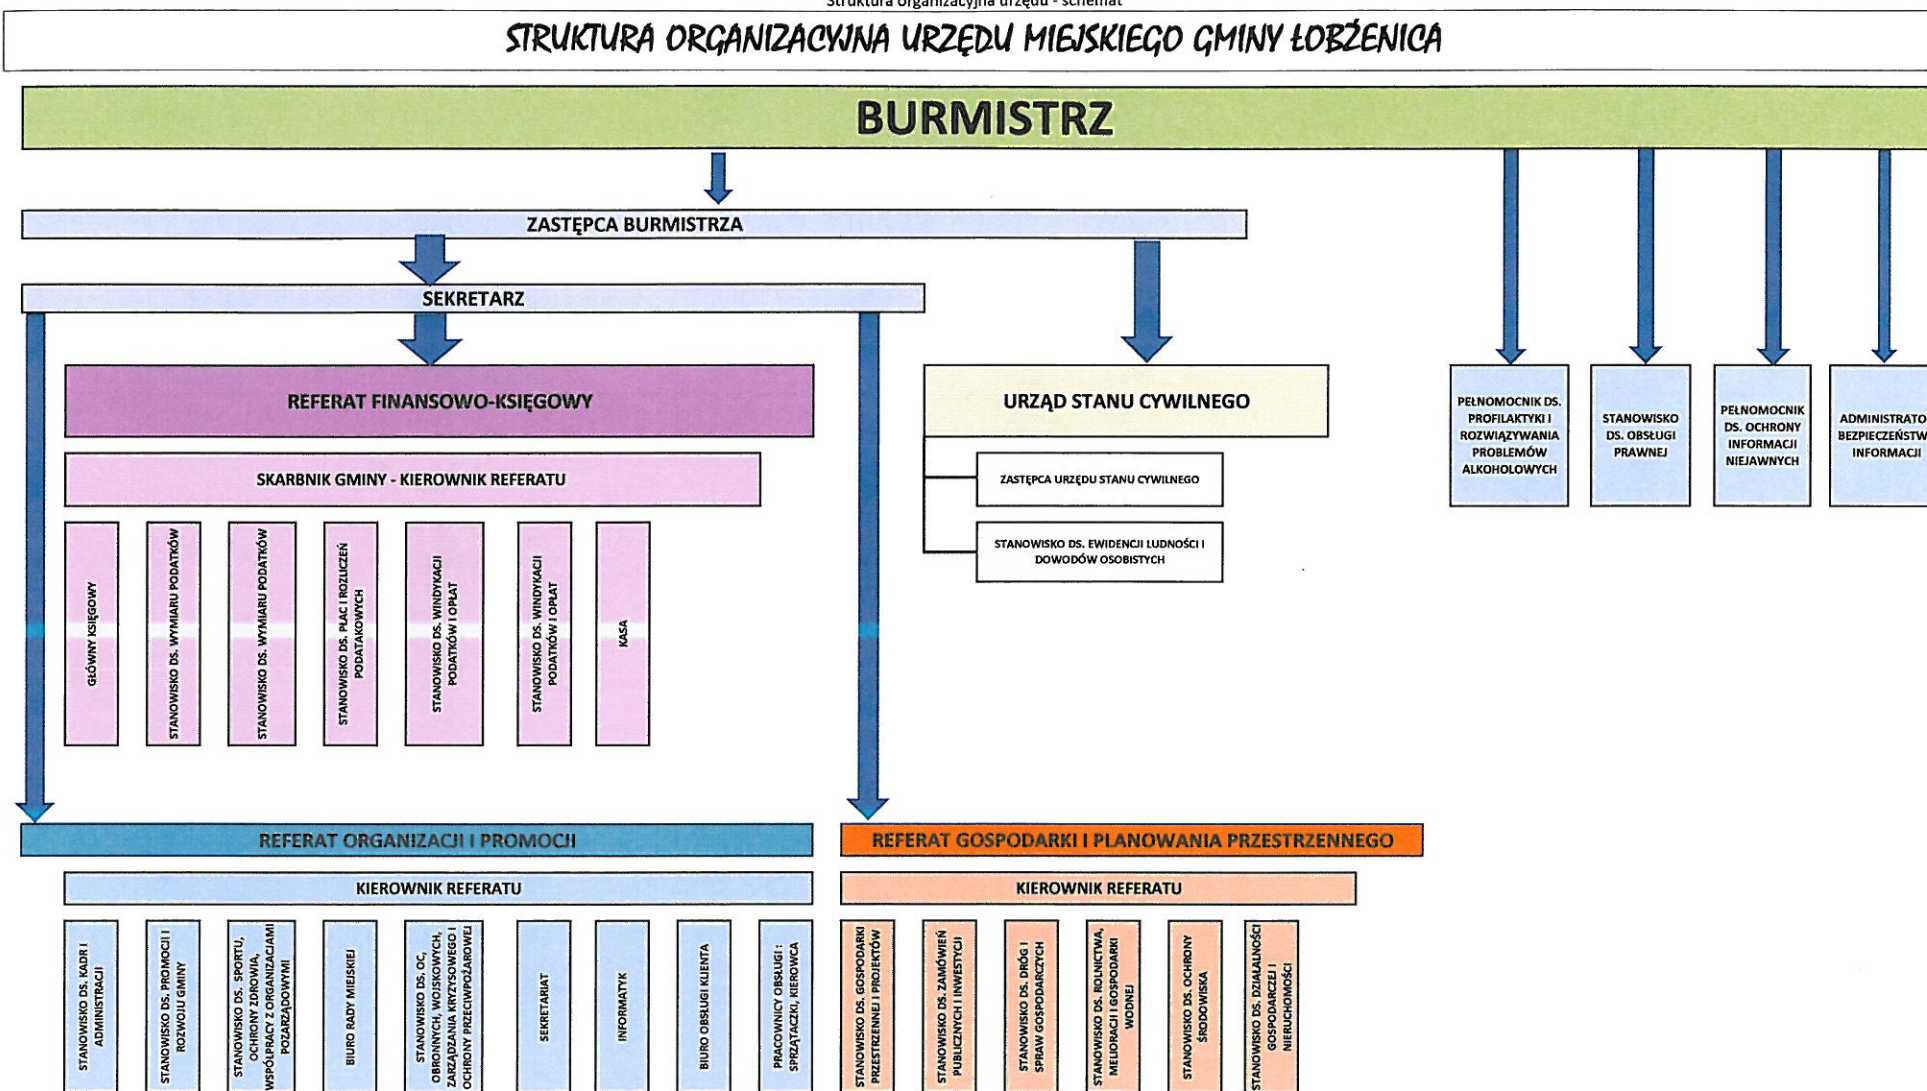 Struktura organizacyjna urzędu - schemat
STRUKTURA ORGANIZACYJNA URZĘDU MIEJSKIEGO GMINY ŁOBŻENICA
BURMISTRZ
ZASTĘPCA BURMISTRZA
SEKRETARZ
REFERAT FINANSOWO-KSIĘGOWY
SKARBNIK GMINY - KIEROWNIK REFERATU
GŁÓWNY KSIĘGOWY
STANOWISKO DS. WYMIARU PODATKÓW
STANOWISKO DS. WYMIARU PODATKÓW
STANOWISKO DS. PŁAC I ROZLICZEŃ
PODATAKOWYCH
STANOWISKO DS. WINDYKACJI
PODATKÓW I OPŁAT
STANOWISKO DS. WINDYKACJI
PODATKÓW I OPŁAT
KASA
URZĄD STANU CYWILNEGO
ZASTĘPCA URZĘDU STANU CYWILNEGO
STANOWISKO DS. EWIDENCJI LUDNOŚCI I
DOWODÓW OSOBISTYCH
PEŁNOMOCNIK DS.
PROFILAKTYKI I
ROZWIĄZYWANIA
PROBLEMÓW
ALKOHOLOWYCH
STANOWISKO
DS. OBSŁUGI
PRAWNEJ
PEŁNOMOCNIK
DS. OCHRONY
INFORMACJI
NIEJAWNYCH
ADMINISTRATO
BEZPIECZEŃSTW
INFORMACJI
REFERAT ORGANIZACJI I PROMOCJI
KIEROWNIK REFERATU
STANOWISKO DS. KADR I
ADMINISTRACJI
STANOWISKO DS. PROMOCJI I
ROZWOJU GMINY
STANOWISKO DS. SPORTU,
OCHRONY ZDROWIA,
WSPÓŁPRACY Z ORGANIZACJAMI
POZARZĄDOWYMI
BIURO RADY MIEJSKIEJ
STANOWISKO DS. OC,
OBRONNYCH, WOJSKOWYCH,
ZARZĄDZANIA KRYZYSOWEGO I
OCHRONY PRZECIWPOŻAROWEJ
SEKRETARIAT
INFORMATYK
BIURO OBSŁUGI KLIENTA
PRACOWNICY OBSŁUGI :
SPRZĄTACZKI, KIEROWCA
REFERAT GOSPODARKI I PLANOWANIA PRZESTRZENNEGO
KIEROWNIK REFERATU
STANOWISKO DS. GOSPODARKI
PRZESTRZENNEJ I PROJEKTÓW
STANOWISKO DS. ZAMÓWIEŃ
PUBLICZNYCH I INWESTYCJI
STANOWISKO DS. DRÓG I
SPRAW GOSPODARCZYCH
STANOWISKO DS. ROLNICTWA,
MELIORACJI I GOSPODARKI
WODNEJ
STANOWISKO DS. OCHRONY
ŚRODOWISKA
STANOWISKO DS. DZIAŁALNOŚCI
GOSPODARCZEJ I
NIERUCHOMOŚCI